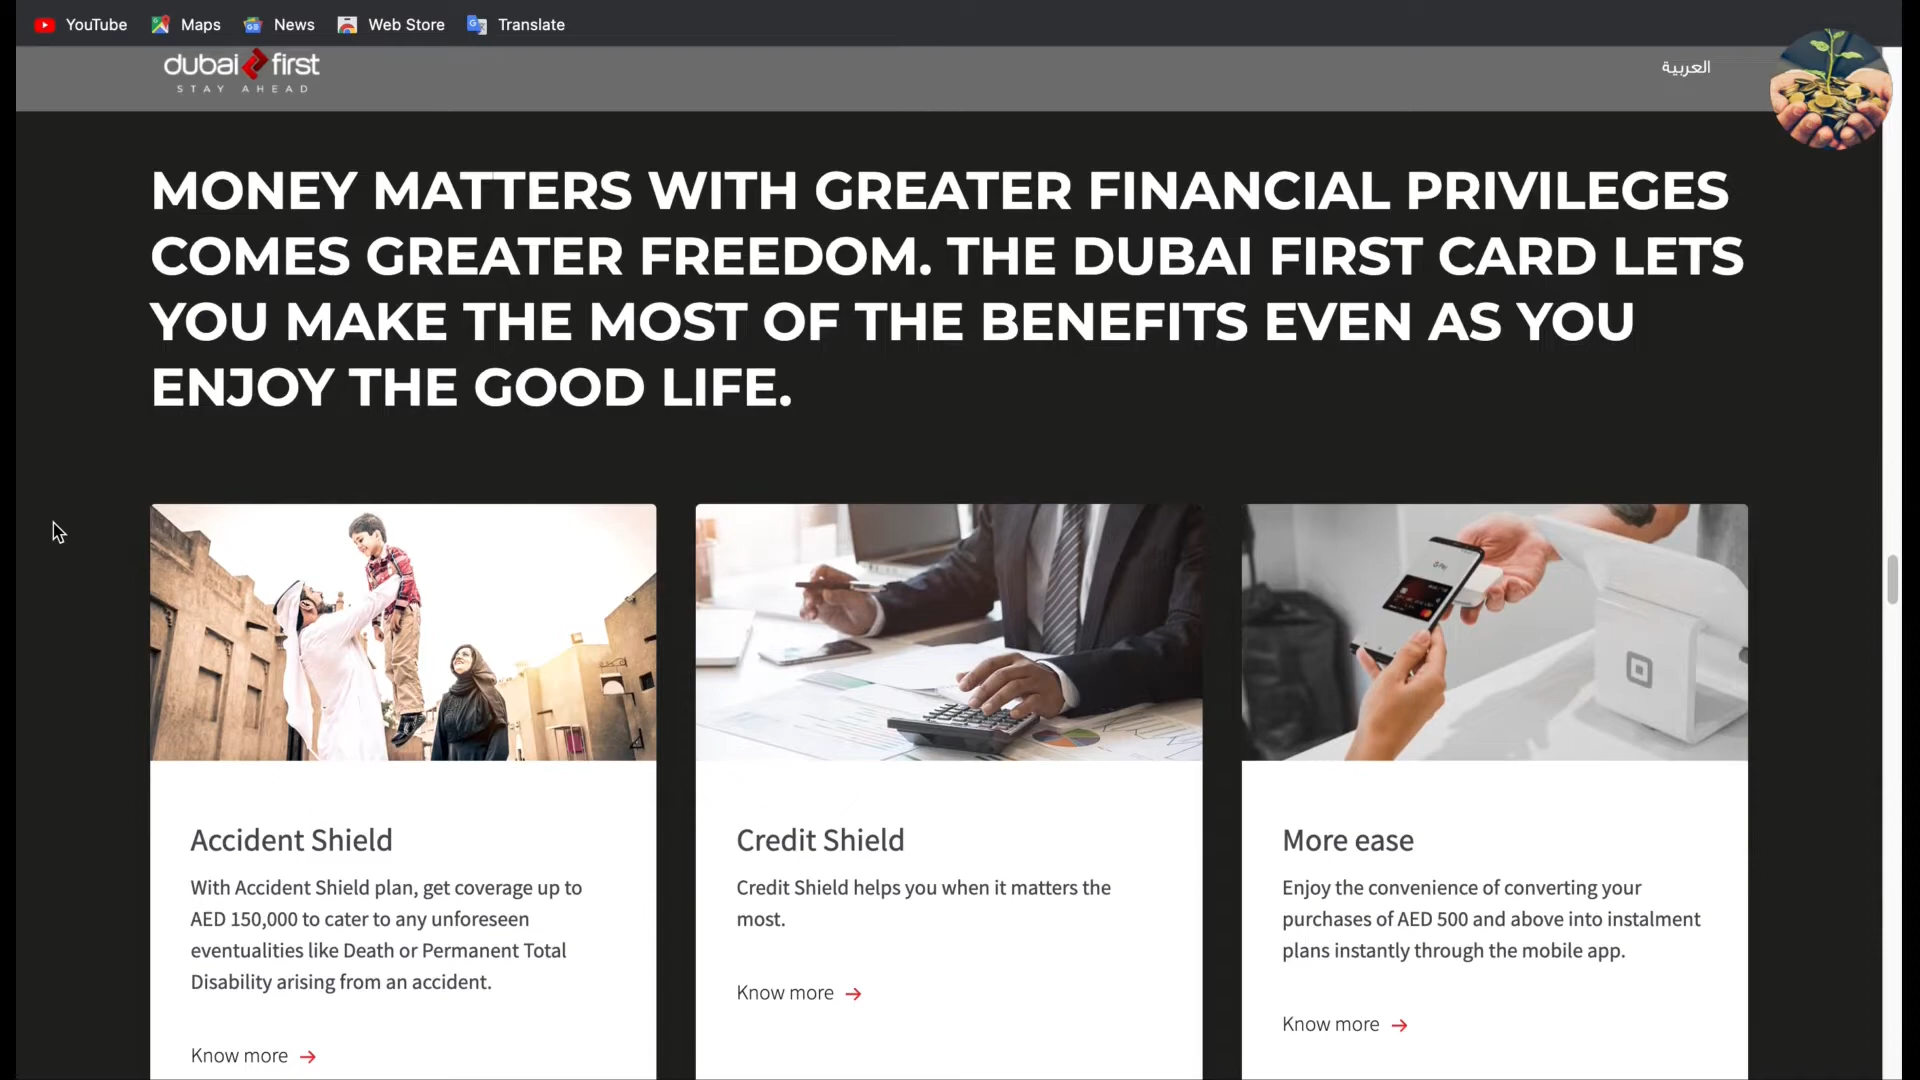 YouTube Maps News Web Store Translate
dubai first
STAY AHEAD
العربية
MONEY MATTERS WITH GREATER FINANCIAL PRIVILEGES
COMES GREATER FREEDOM. THE DUBAI FIRST CARD LETS
YOU MAKE THE MOST OF THE BENEFITS EVEN AS YOU
ENJOY THE GOOD LIFE.
Accident Shield
With Accident Shield plan, get coverage up to
AED 150,000 to cater to any unforeseen
eventualities like Death or Permanent Total
Disability arising from an accident.
Know more
Credit Shield
Credit Shield helps you when it matters the
most.
Know more
More ease
Enjoy the convenience of converting your
purchases of AED 500 and above into instalment
plans instantly through the mobile app.
Know more